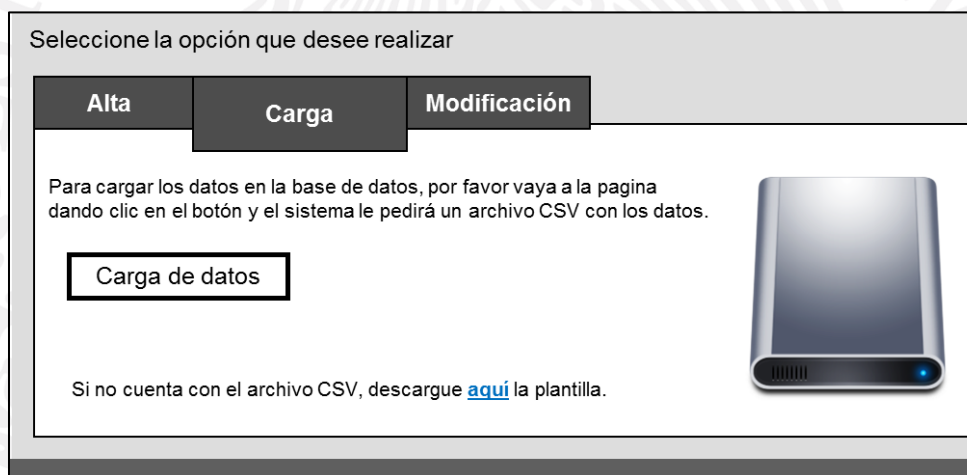 Seleccione la opción que desee realizar
Alta
Carga
Modificación
Para cargar los datos en la base de datos, por favor vaya a la pagina
dando clic en el botón y el sistema le pedirá un archivo CSV con los datos.
Carga de datos
Si no cuenta con el archivo CSV, descargue aquí la plantilla.